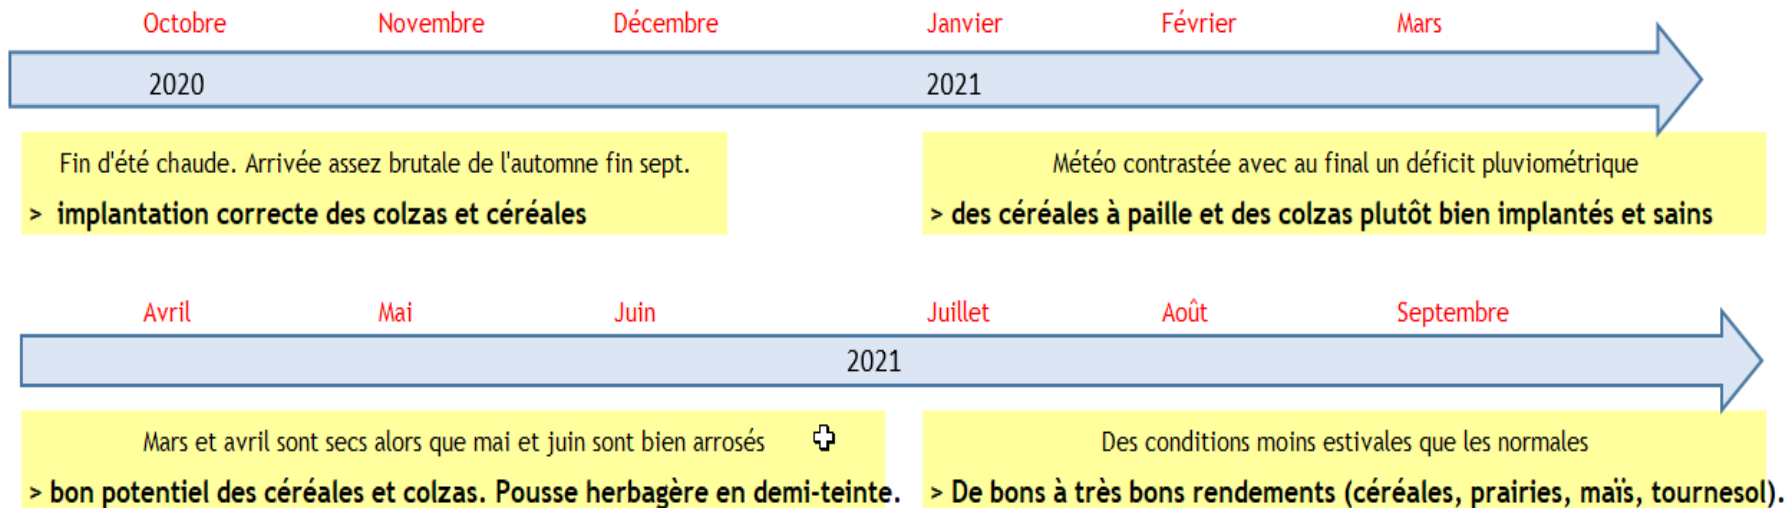 Octobre Novembre Décembre Janvier Février Mars
2020 2021
Fin d'été chaude. Arrivée assez brutale de l'automne fin sept.
> implantation correcte des colzas et céréales
Météo contrastée avec au final un déficit pluviométrique
> des céréales à paille et des colzas plutôt bien implantés et sains
Avril Mai Juin Juillet Août Septembre
2021
Mars et avril sont secs alors que mai et juin sont bien arrosés
> bon potentiel des céréales et colzas. Pousse herbagère en demi-teinte.
Des conditions moins estivales que les normales
> De bons à très bons rendements (céréales, prairies, maïs, tournesol).